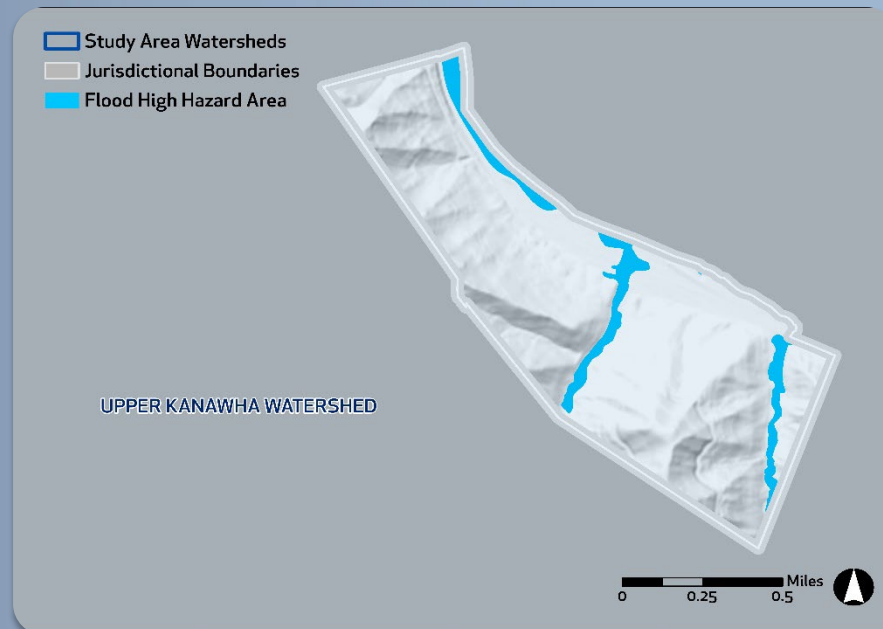 Study Area Watersheds
Jurisdictional Boundaries
Flood High Hazard Area
UPPER KANAWHA WATERSHED
Miles
0 0.25 0.5